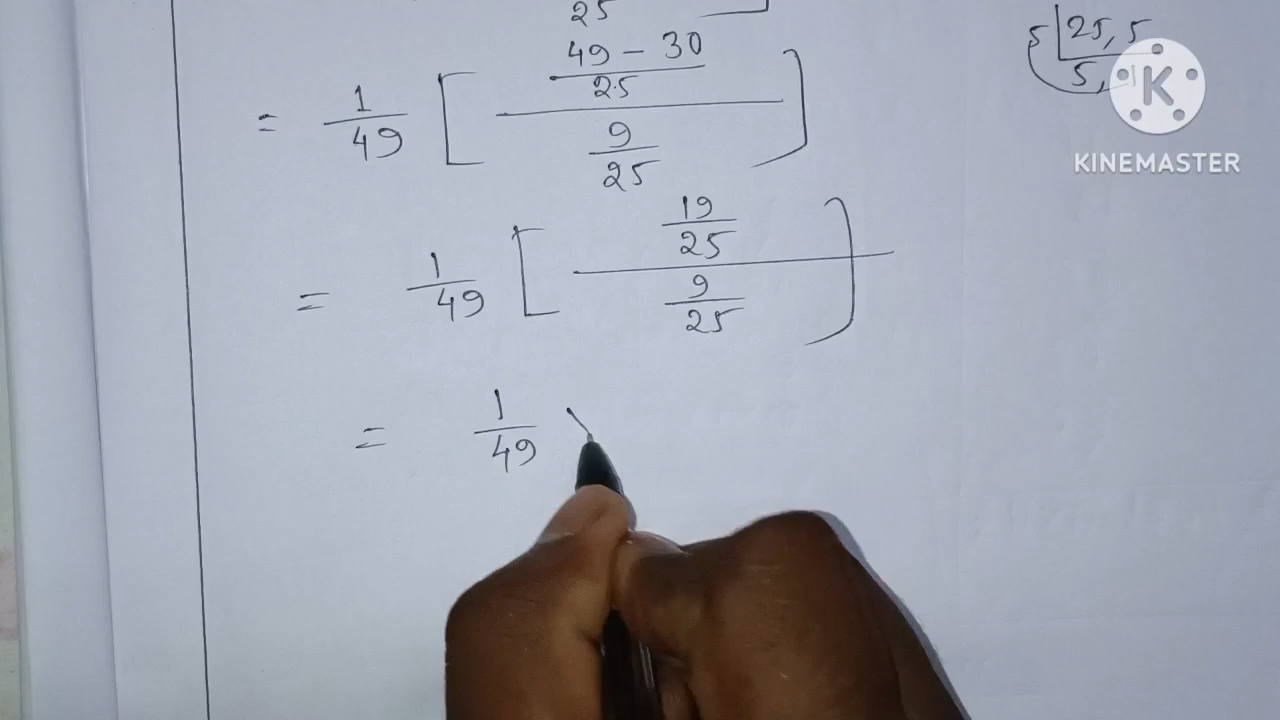 25 ]
5 | 25, 5
5, 1
= 1/49 [ (49 - 30)/25 / 9/25 ]
= 1/49 [ 19/25 / 9/25 ]
= 1/49
K
KINEMASTER